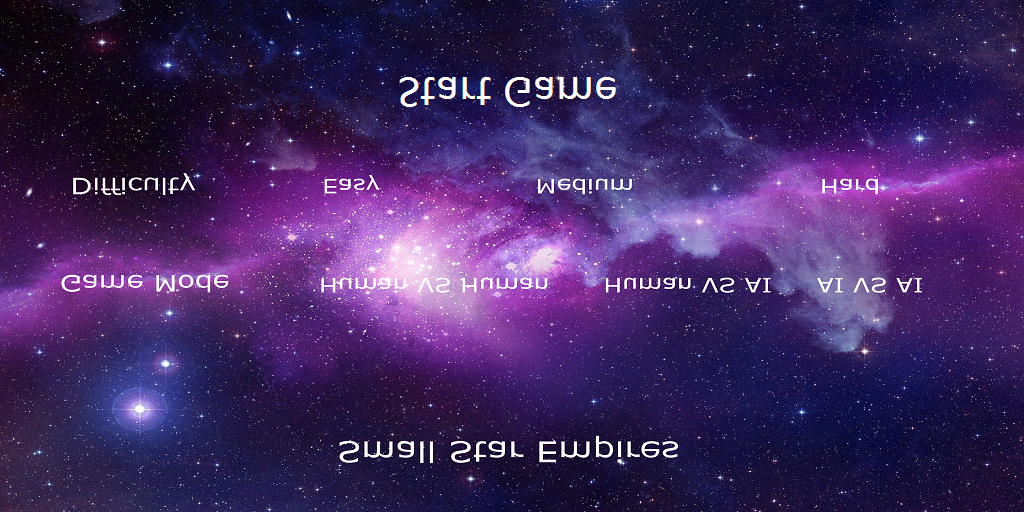 Start Game
Difficulty Easy Medium Hard
Game Mode Human VS Human Human VS AI AI VS AI
Small Star Empires